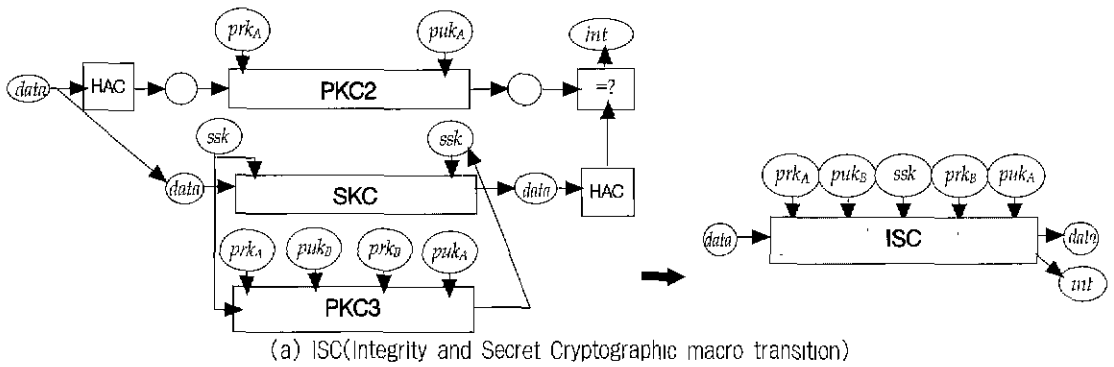 prkA pukA int
data HAC PKC2 =?
ssk ssk
data SKC data HAC
prkA pukB prkB pukA
PKC3
prkA pukB ssk prkB pukA
data ISC data
int
(a) ISC(Integrity and Secret Cryptographic macro transition)